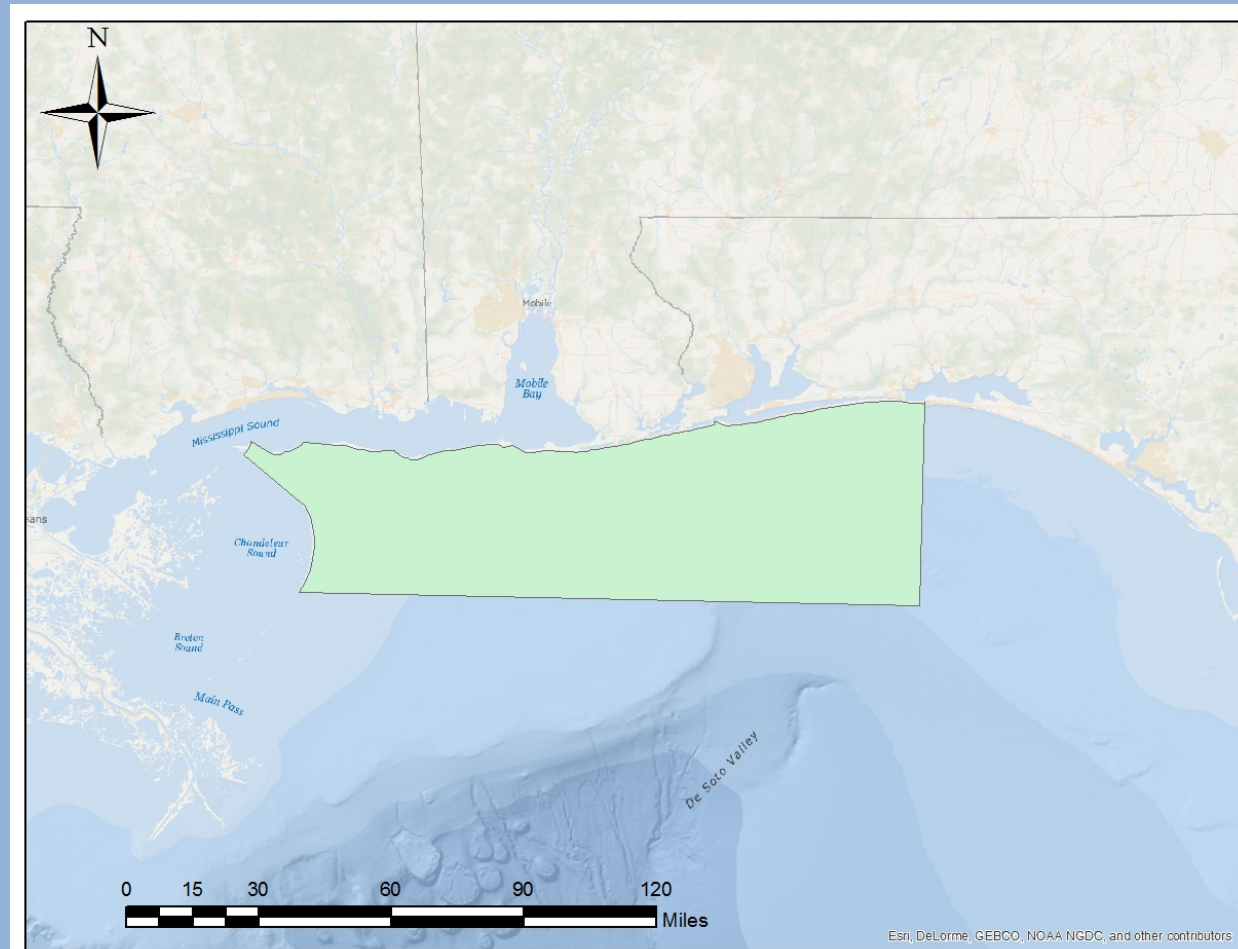 N
Mobile
Mobile
Bay
Mississippi Sound
eans
Chandeleur
Sound
Breton
Sound
Main Pass
De Soto Valley
0 15 30 60 90 120
Miles
Esri, DeLorme, GEBCO, NOAA NGDC, and other contributors